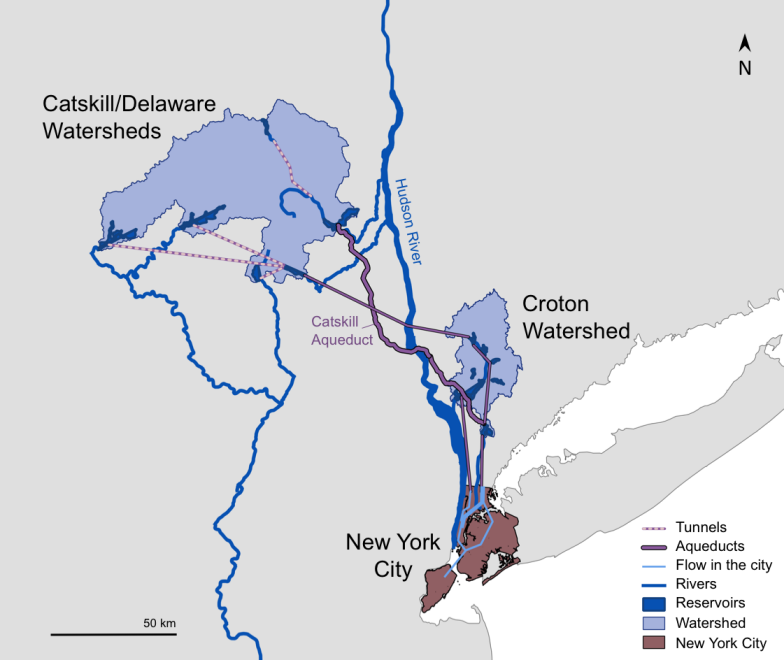 N
Catskill/Delaware
Watersheds
Hudson River
Croton
Watershed
Catskill
Aqueduct
New York
City
Tunnels
Aqueducts
Flow in the city
Rivers
Reservoirs
Watershed
New York City
50 km